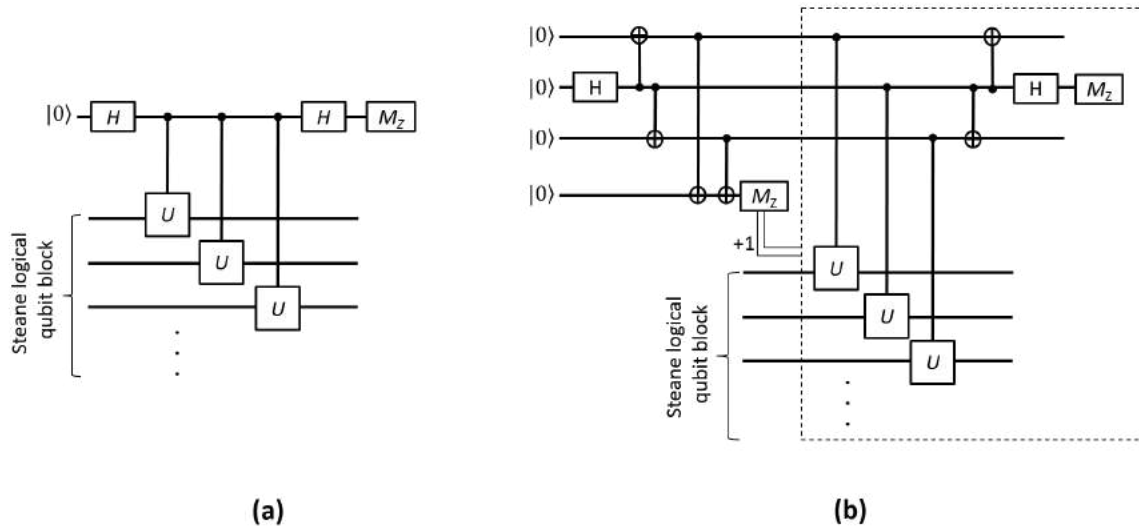 |0⟩ H H M_Z
U
U
U
Steane logical
qubit block
(a)
|0⟩
|0⟩ H H M_Z
|0⟩
|0⟩ M_Z
+1
U
U
U
Steane logical
qubit block
(b)